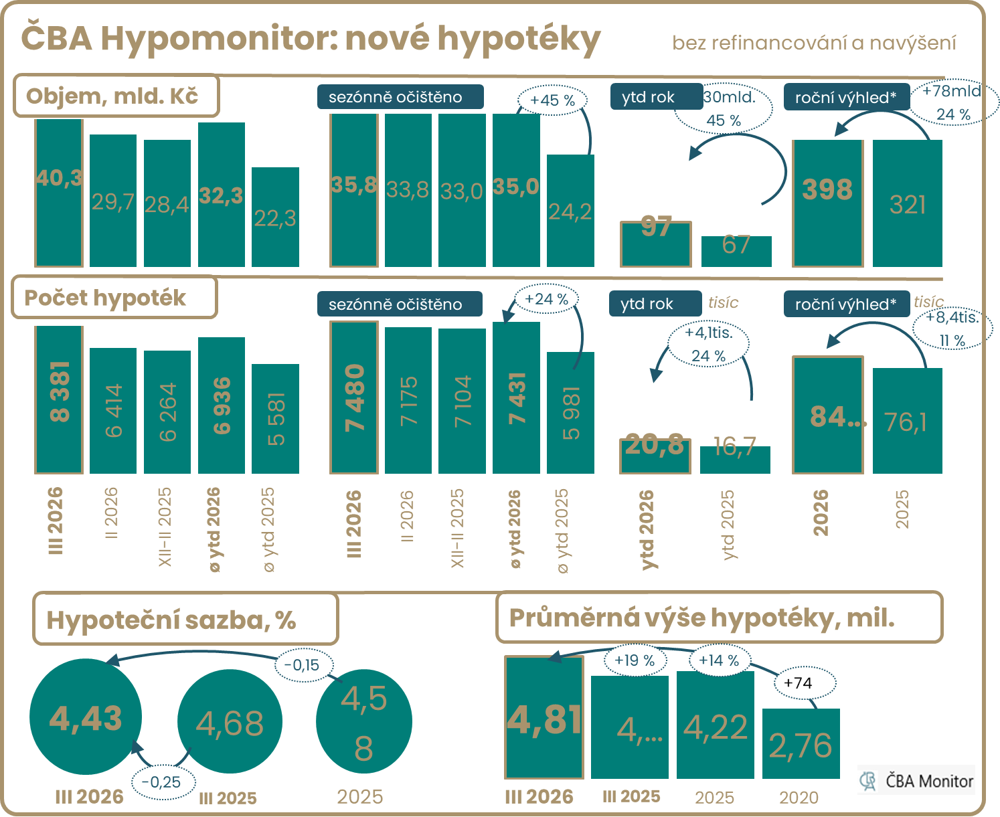 ČBA Hypomonitor: nové hypotéky
bez refinancování a navýšení
Objem, mld. Kč
sezónně očištěno
+45 %
ytd rok
30mld.
45 %
roční výhled*
+78mld
24 %
40,3
29,7
28,4
32,3
22,3
35,8
33,8
33,0
35,0
24,2
97
67
398
321
Počet hypoték
sezónně očištěno
+24 %
ytd rok
tisíc
+4,1tis.
24 %
roční výhled*
tisíc
+8,4tis.
11 %
8 381
6 414
6 264
6 936
5 581
7 480
7 175
7 104
7 431
5 981
20,8
16,7
84...
76,1
III 2026
II 2026
XII-II 2025
ø ytd 2026
ø ytd 2025
III 2026
II 2026
XII-II 2025
ø ytd 2026
ø ytd 2025
ytd 2026
ytd 2025
2026
2025
Hypoteční sazba, %
-0,15
4,43
4,68
4,5
8
-0,25
III 2026
III 2025
2025
Průměrná výše hypotéky, mil.
+19 %
+14 %
+74
4,81
4,...
4,22
2,76
III 2026
III 2025
2025
2020
ČBA Monitor